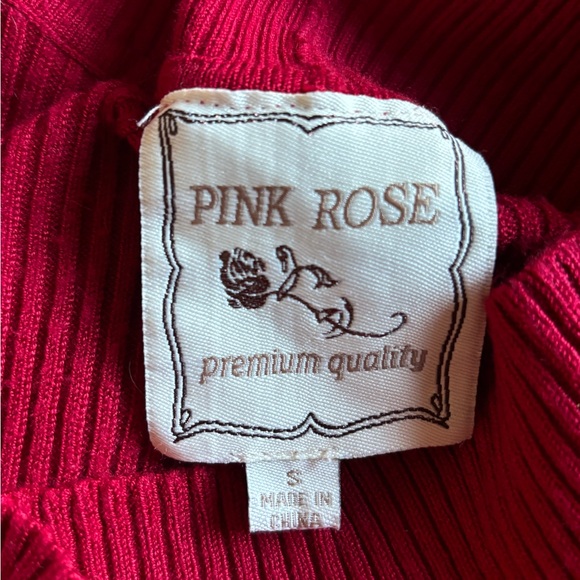 PINK ROSE
premium quality
S
MADE IN
CHINA